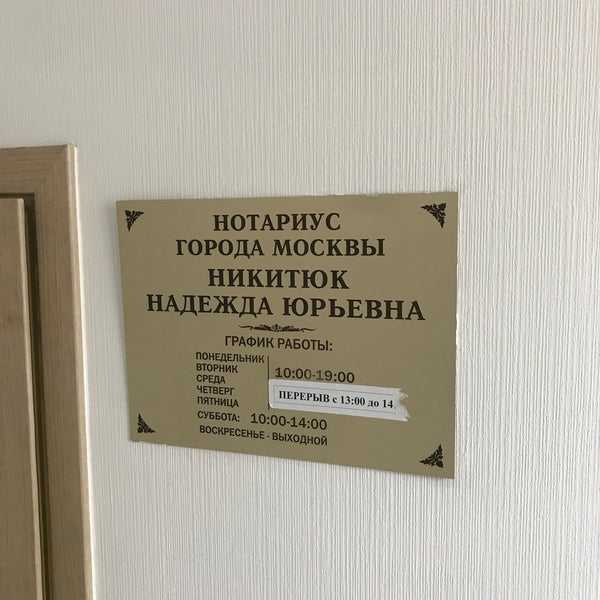 НОТАРИУС
ГОРОДА МОСКВЫ
НИКИТЮК
НАДЕЖДА ЮРЬЕВНА
ГРАФИК РАБОТЫ:
ПОНЕДЕЛЬНИК
ВТОРНИК 10:00-19:00
СРЕДА
ЧЕТВЕРГ ПЕРЕРЫВ с 13:00 до 14
ПЯТНИЦА
СУББОТА: 10:00-14:00
ВОСКРЕСЕНЬЕ - ВЫХОДНОЙ